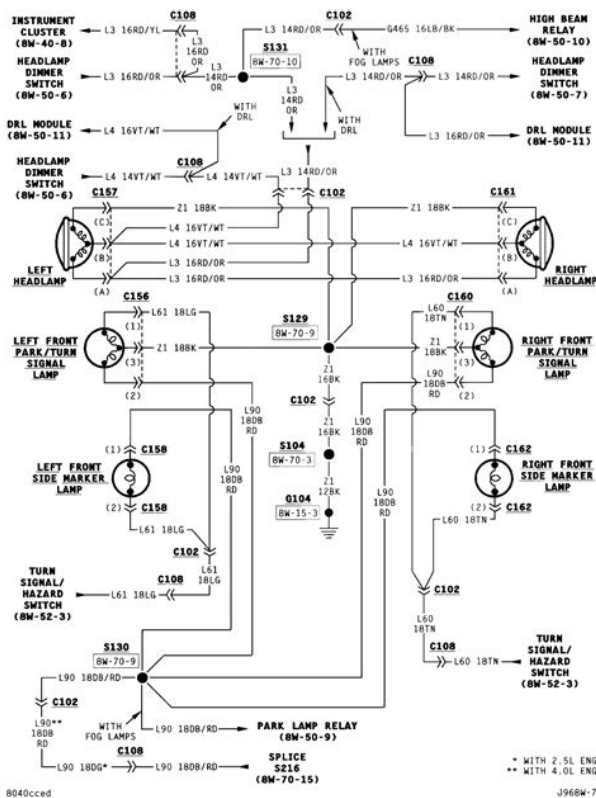 INSTRUMENT
CLUSTER
(8W-40-8)
L3 16RD/YL
C108
L3
16RD
OR
L3
14RD
OR
S131
8W-70-10
L3 14RD/OR
C102
G465 16LB/BK
WITH
FOG LAMPS
HIGH BEAM
RELAY
(8W-50-10)
HEADLAMP
DIMMER
SWITCH
(8W-50-6)
L3 16RD/OR
L3
14RD
OR
L3 14RD/OR
C108
L3 14RD/OR
HEADLAMP
DIMMER
SWITCH
(8W-50-7)
WITH
DRL
WITH
DRL
DRL MODULE
(8W-50-11)
L4 16VT/WT
L3 16RD/OR
DRL MODULE
(8W-50-11)
HEADLAMP
DIMMER
SWITCH
(8W-50-6)
L4 14VT/WT
C108
L4 14VT/WT
L3 14RD/OR
C102
C157
Z1 18BK
(C)
L4 16VT/WT
(B)
L3 16RD/OR
(A)
LEFT
HEADLAMP
C161
Z1 18BK
(C)
L4 16VT/WT
(B)
L3 16RD/OR
(A)
RIGHT
HEADLAMP
C156
L61 18LG
(1)
Z1 18BK
(3)
(2)
LEFT FRONT
PARK/TURN
SIGNAL
LAMP
S129
8W-70-9
L60
18TN
C160
(1)
Z1
18BK
(3)
L90
18DB
RD
(2)
RIGHT FRONT
PARK/TURN
SIGNAL
LAMP
Z1
16BK
C102
Z1
16BK
S104
8W-70-3
Z1
12BK
G104
8W-15-3
L90
18DB
RD
L90
18DB
RD
L90
18DB
RD
L90
18DB
RD
(1)
C158
LEFT FRONT
SIDE MARKER
LAMP
(2)
C158
L61 18LG
(1)
C162
RIGHT FRONT
SIDE MARKER
LAMP
(2)
C162
L60 18TN
C102
L61
18LG
C108
L61 18LG
TURN
SIGNAL/
HAZARD
SWITCH
(8W-52-3)
C102
L60
18TN
C108
L60 18TN
TURN
SIGNAL/
HAZARD
SWITCH
(8W-52-3)
S130
8W-70-9
L90 18DB/RD
C102
L90**
18DB
RD
WITH
FOG LAMPS
L90 18DB/RD
PARK LAMP RELAY
(8W-50-9)
L90 18DG*
C108
L90 18DB/RD
SPLICE
S216
(8W-70-15)
* WITH 2.5L ENG
** WITH 4.0L ENG
8040cced
J968W-7